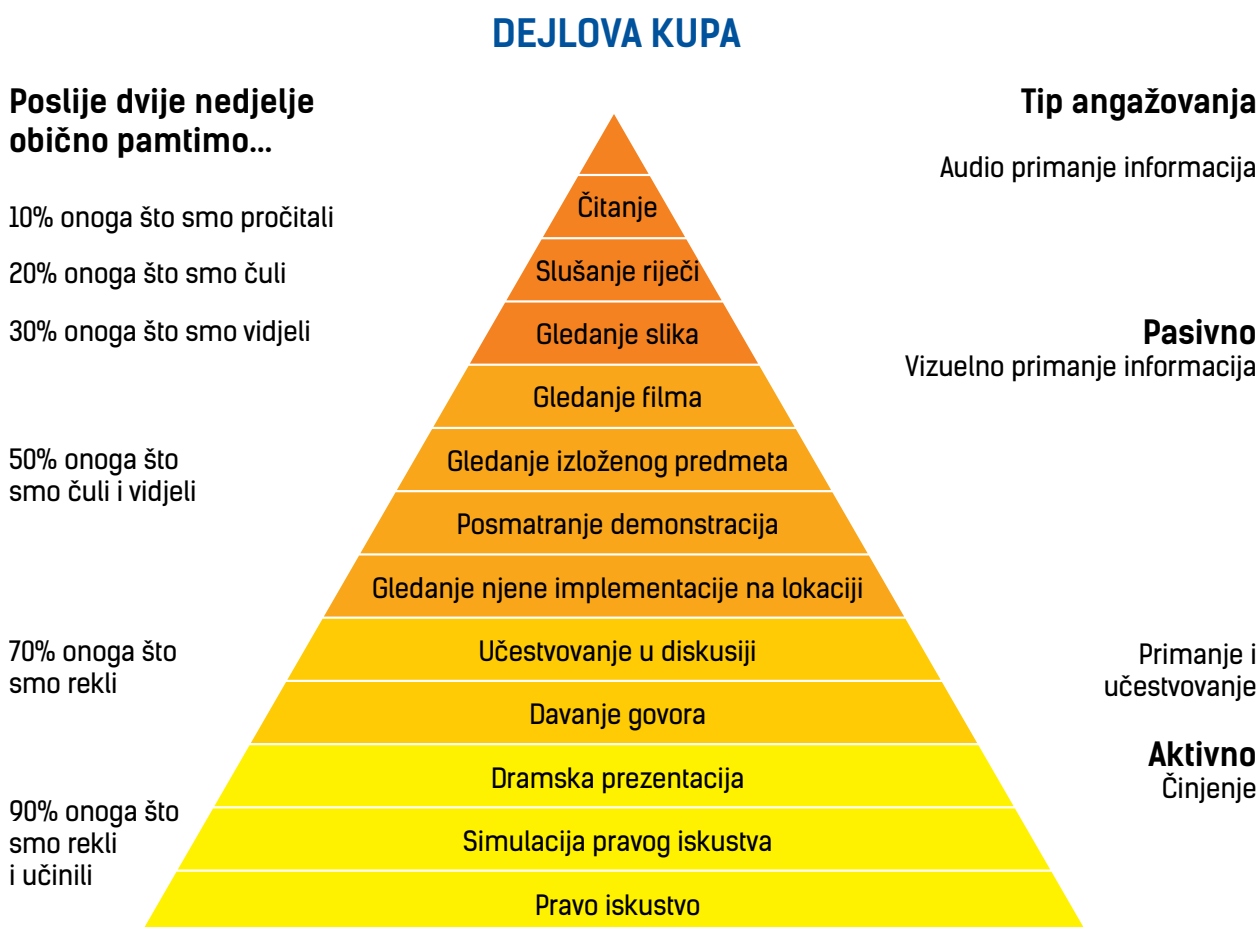 DEJLOVA KUPA
Poslije dvije nedjelje
obično pamtimo...
10% onoga što smo pročitali
20% onoga što smo čuli
30% onoga što smo vidjeli
50% onoga što
smo čuli i vidjeli
70% onoga što
smo rekli
90% onoga što
smo rekli
i učinili
Čitanje
Slušanje riječi
Gledanje slika
Gledanje filma
Gledanje izloženog predmeta
Posmatranje demonstracija
Gledanje njene implementacije na lokaciji
Učestvovanje u diskusiji
Davanje govora
Dramska prezentacija
Simulacija pravog iskustva
Pravo iskustvo
Tip angažovanja
Audio primanje informacija
Pasivno
Vizuelno primanje informacija
Primanje i
učestvovanje
Aktivno
Činjenje